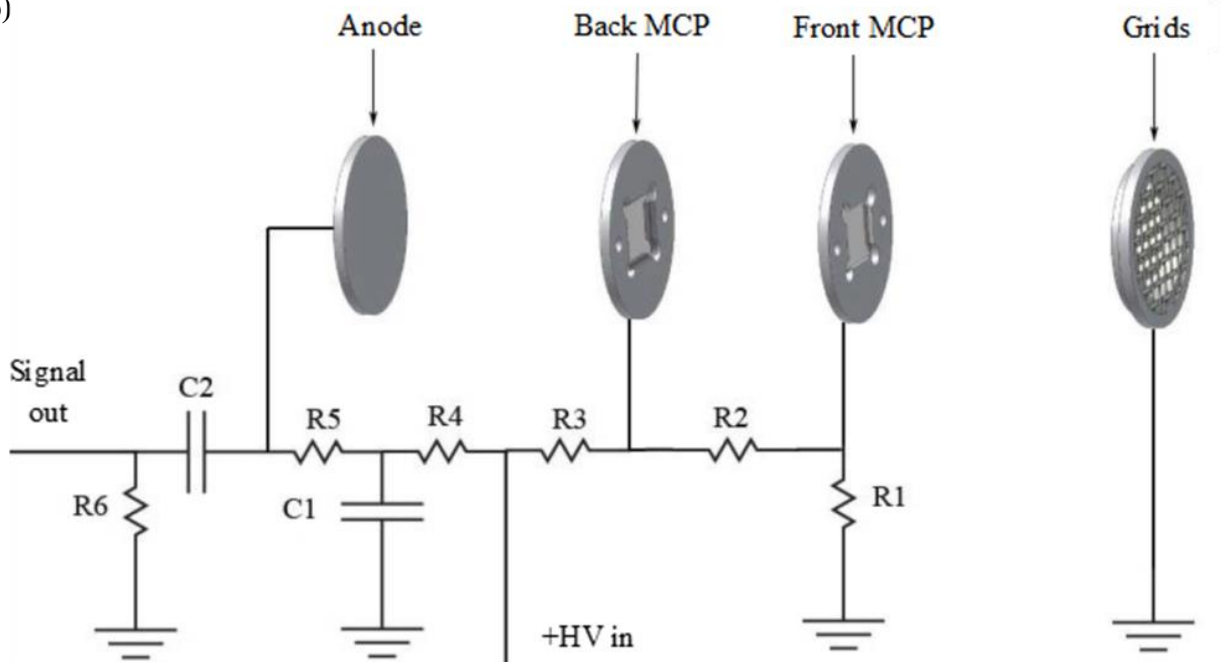 )
Anode
Back MCP
Front MCP
Grids
Signal
out
C2
R5
R4
R3
R2
R6
C1
R1
+HV in